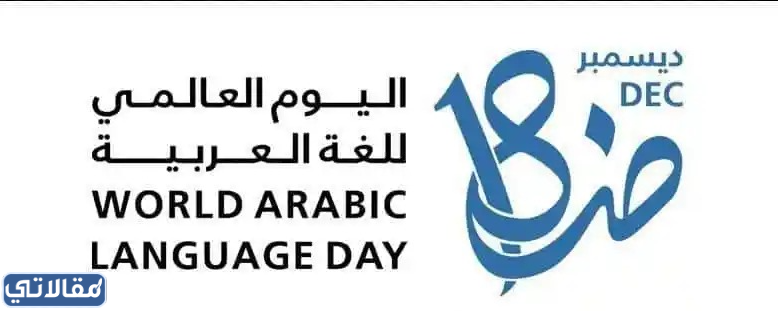 اليوم العالمي
للغة العربية
WORLD ARABIC
LANGUAGE DAY
ديسمبر
DEC
18
ض
مقالاتي